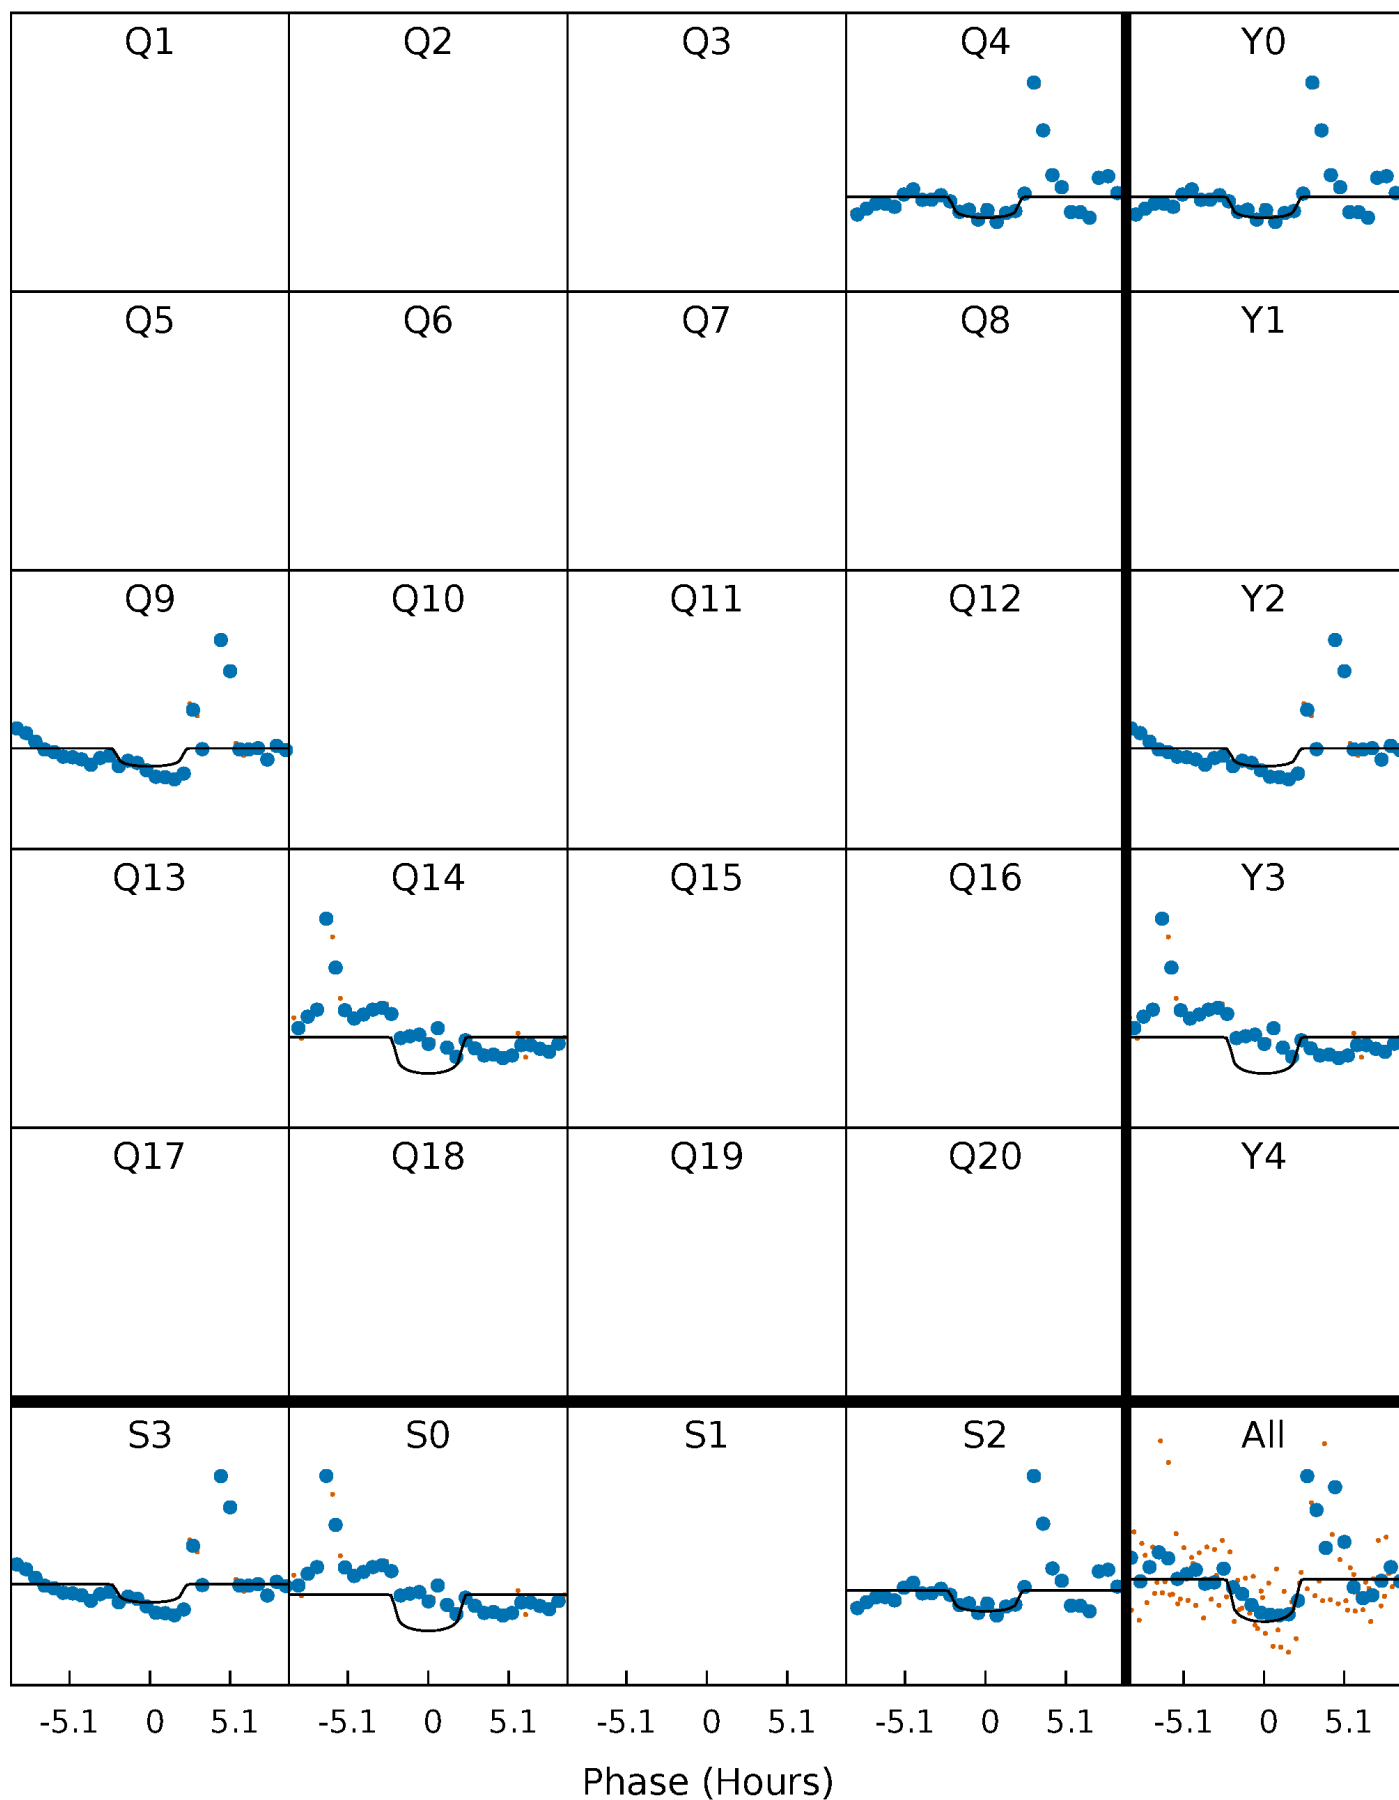 Q1 Q2 Q3 Q4 Y0
Q5 Q6 Q7 Q8 Y1
Q9 Q10 Q11 Q12 Y2
Q13 Q14 Q15 Q16 Y3
Q17 Q18 Q19 Q20 Y4
S3 S0 S1 S2 All
-5.1 0 5.1 -5.1 0 5.1 -5.1 0 5.1 -5.1 0 5.1 -5.1 0 5.1
Phase (Hours)